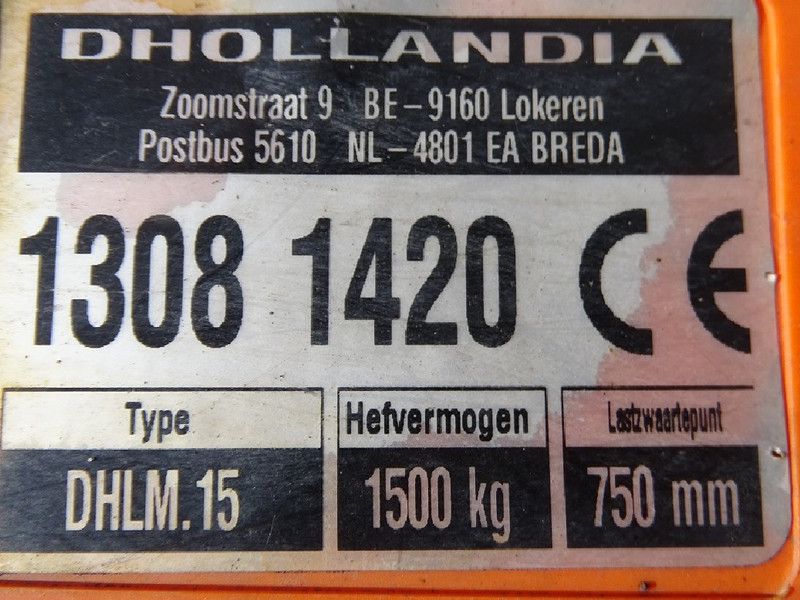 DHOLLANDIA
Zoomstraat 9 BE-9160 Lokeren
Postbus 5610 NL-4801 EA BREDA
1308 1420 CE
Type Hefvermogen Lastzwaartepunt
DHLM.15 1500 kg 750 mm